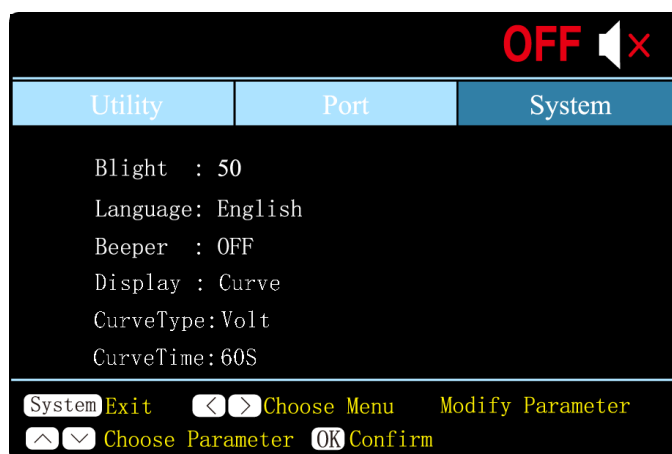 OFF
Utility Port System
Blight : 50
Language: English
Beeper : OFF
Display : Curve
CurveType:Volt
CurveTime:60S
System Exit < > Choose Menu Modify Parameter
Choose Parameter OK Confirm